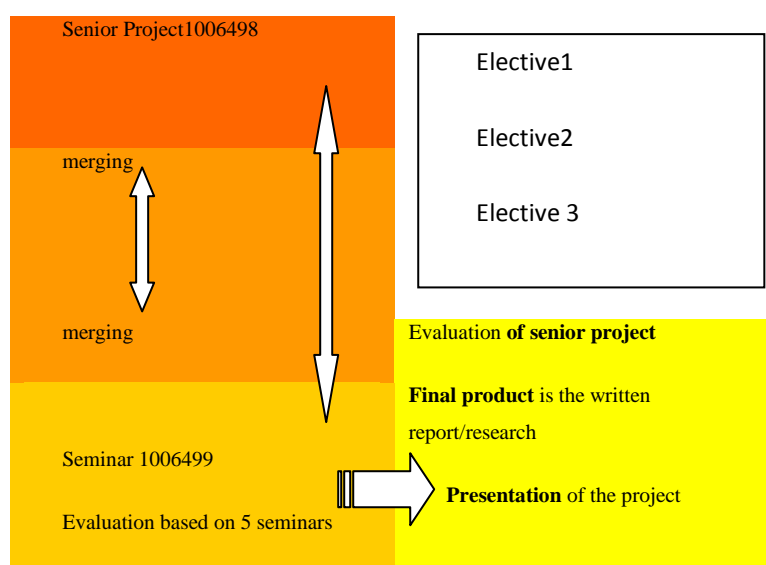 Senior Project1006498
merging
merging
Seminar 1006499
Evaluation based on 5 seminars
Elective1
Elective2
Elective 3
Evaluation of senior project
Final product is the written
report/research
Presentation of the project